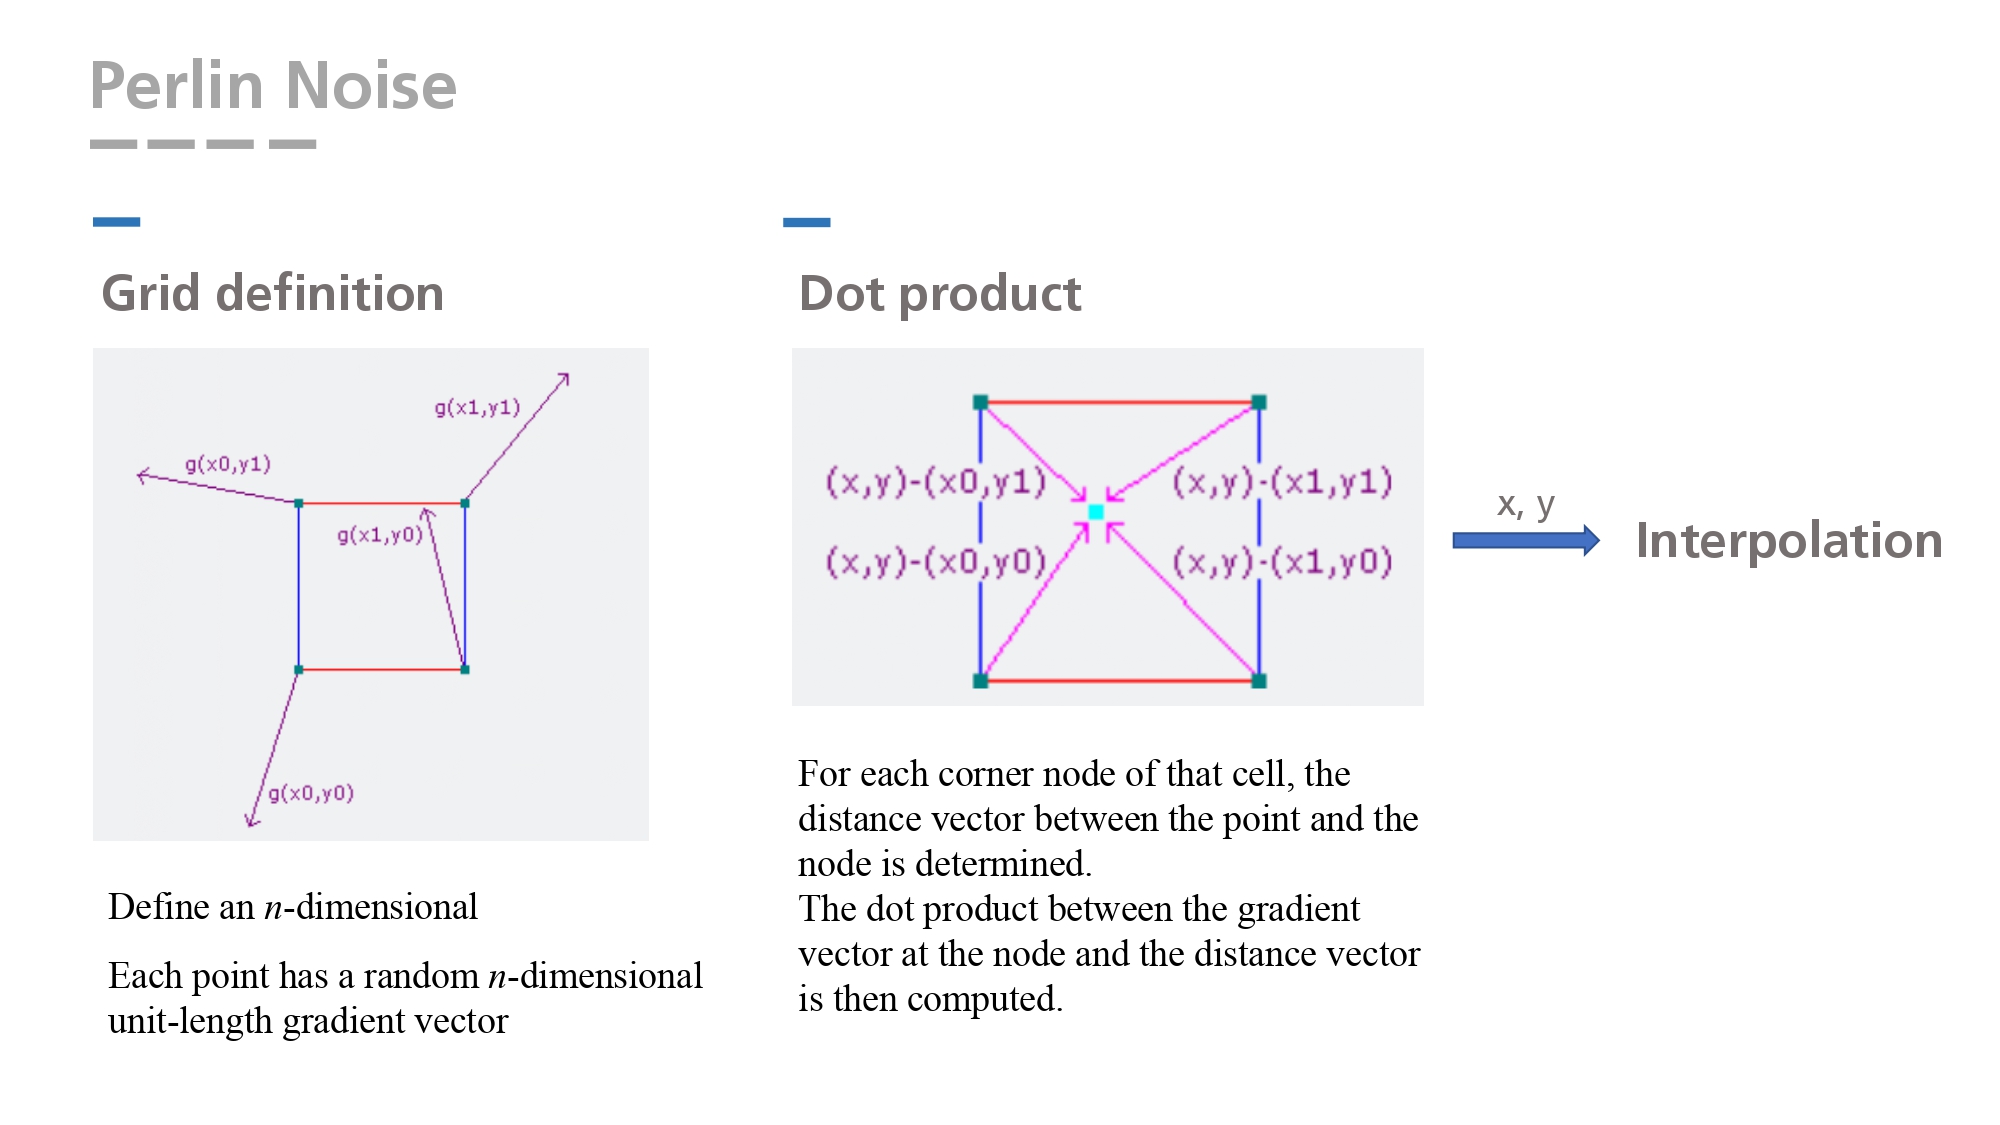 Perlin Noise
Grid definition
g(x1,y1)
g(x0,y1)
g(x1,y0)
g(x0,y0)
Define an n-dimensional
Each point has a random n-dimensional
unit-length gradient vector
Dot product
(x,y)-(x0,y1) (x,y)-(x1,y1)
(x,y)-(x0,y0) (x,y)-(x1,y0)
For each corner node of that cell, the
distance vector between the point and the
node is determined.
The dot product between the gradient
vector at the node and the distance vector
is then computed.
x, y
Interpolation